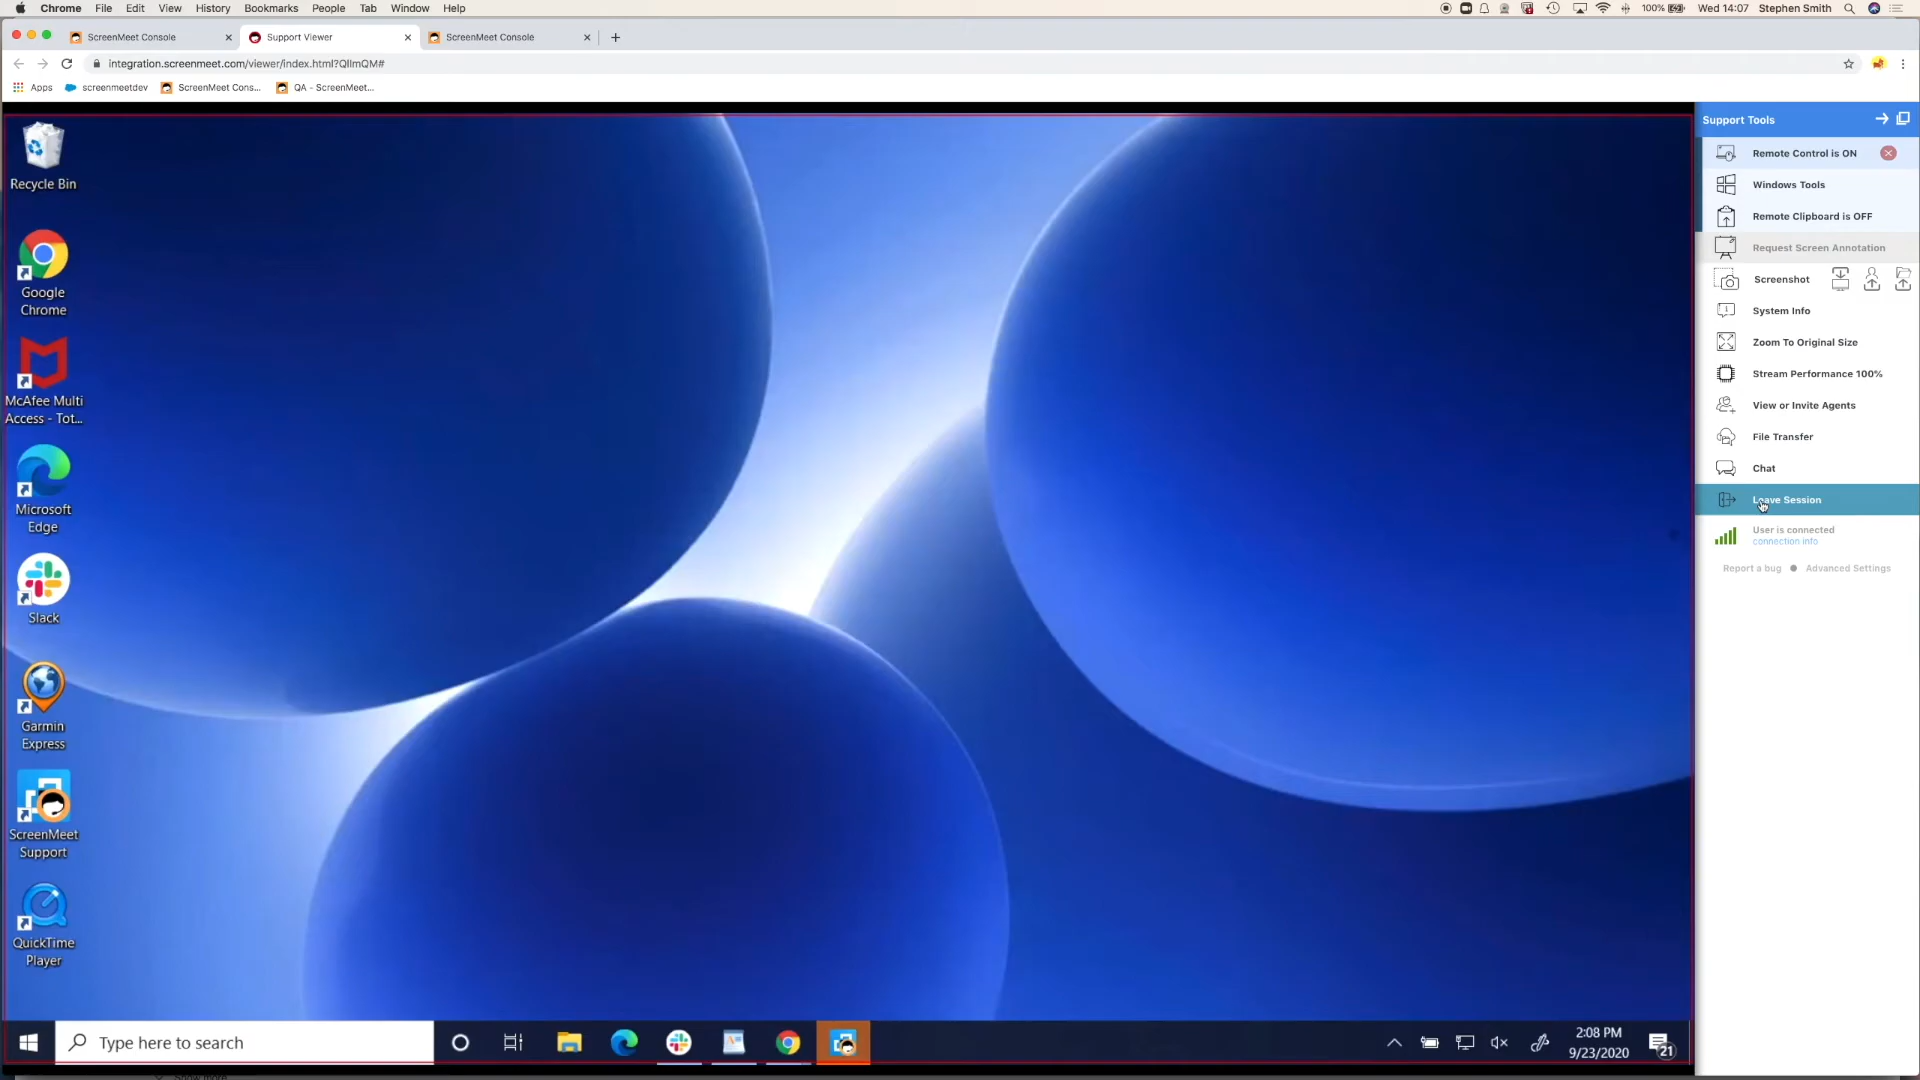 Chrome File Edit View History Bookmarks People Tab Window Help 100% Wed 14:07 Stephen Smith
ScreenMeet Console Support Viewer ScreenMeet Console
integration.screenmeet.com/viewer/index.html?QIlmQM#
Apps screenmeetdev ScreenMeet Cons... QA - ScreenMeet...
Recycle Bin
Google
Chrome
McAfee Multi
Access - Tot...
Microsoft
Edge
Slack
Garmin
Express
ScreenMeet
Support
QuickTime
Player
Support Tools
Remote Control is ON
Windows Tools
Remote Clipboard is OFF
Request Screen Annotation
Screenshot
System Info
Zoom To Original Size
Stream Performance 100%
View or Invite Agents
File Transfer
Chat
Leave Session
User is connected
connection info
Report a bug Advanced Settings
Type here to search
2:08 PM
9/23/2020
21